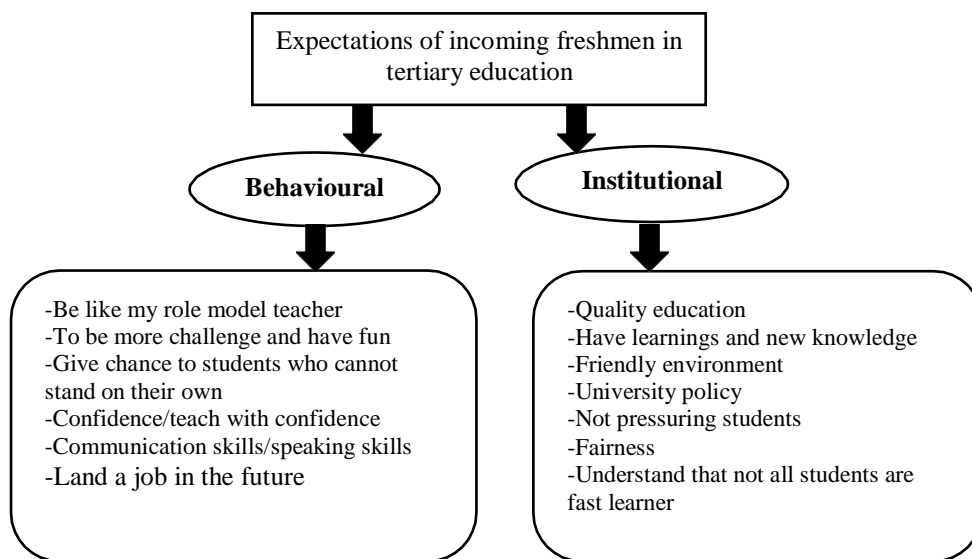 Expectations of incoming freshmen in
tertiary education
Behavioural
Institutional
-Be like my role model teacher
-To be more challenge and have fun
-Give chance to students who cannot
stand on their own
-Confidence/teach with confidence
-Communication skills/speaking skills
-Land a job in the future
-Quality education
-Have learnings and new knowledge
-Friendly environment
-University policy
-Not pressuring students
-Fairness
-Understand that not all students are
fast learner